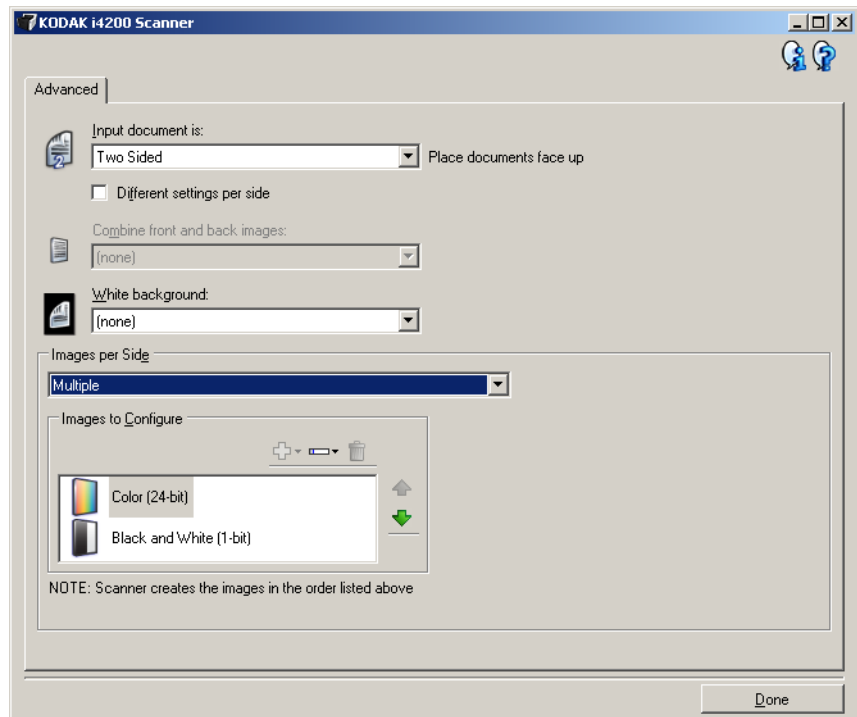 KODAK i4200 Scanner
Advanced
Input document is:
Two Sided Place documents face up
Different settings per side
Combine front and back images:
(none)
White background:
(none)
Images per Side
Multiple
Images to Configure
Color (24-bit)
Black and White (1-bit)
NOTE: Scanner creates the images in the order listed above
Done